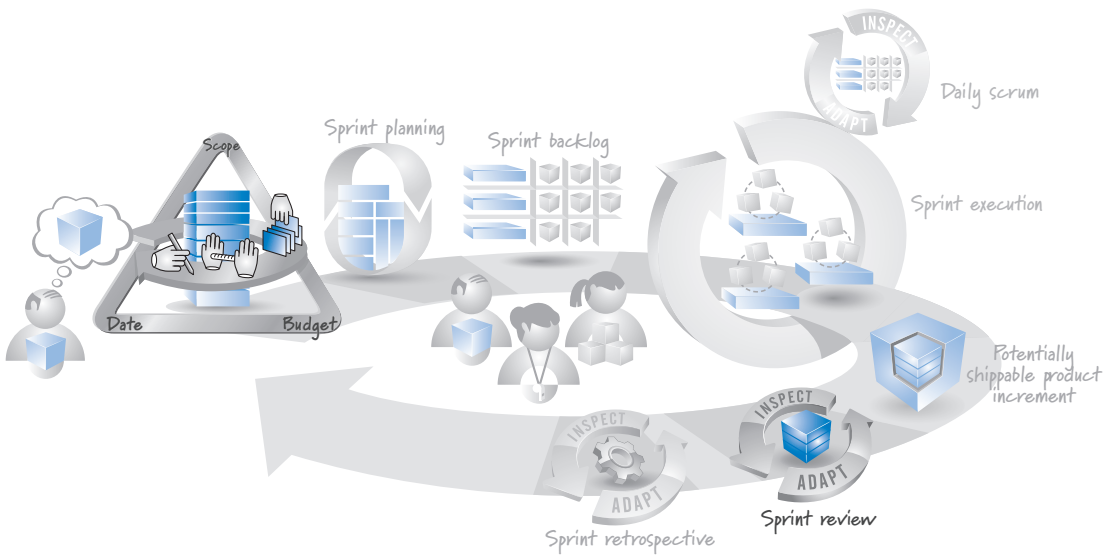 INSPECT
ADAPT
Daily scrum
Sprint planning
Sprint backlog
Scope
Sprint execution
Date
Budget
Potentially
shippable product
increment
INSPECT
ADAPT
Sprint review
INSPECT
ADAPT
Sprint retrospective